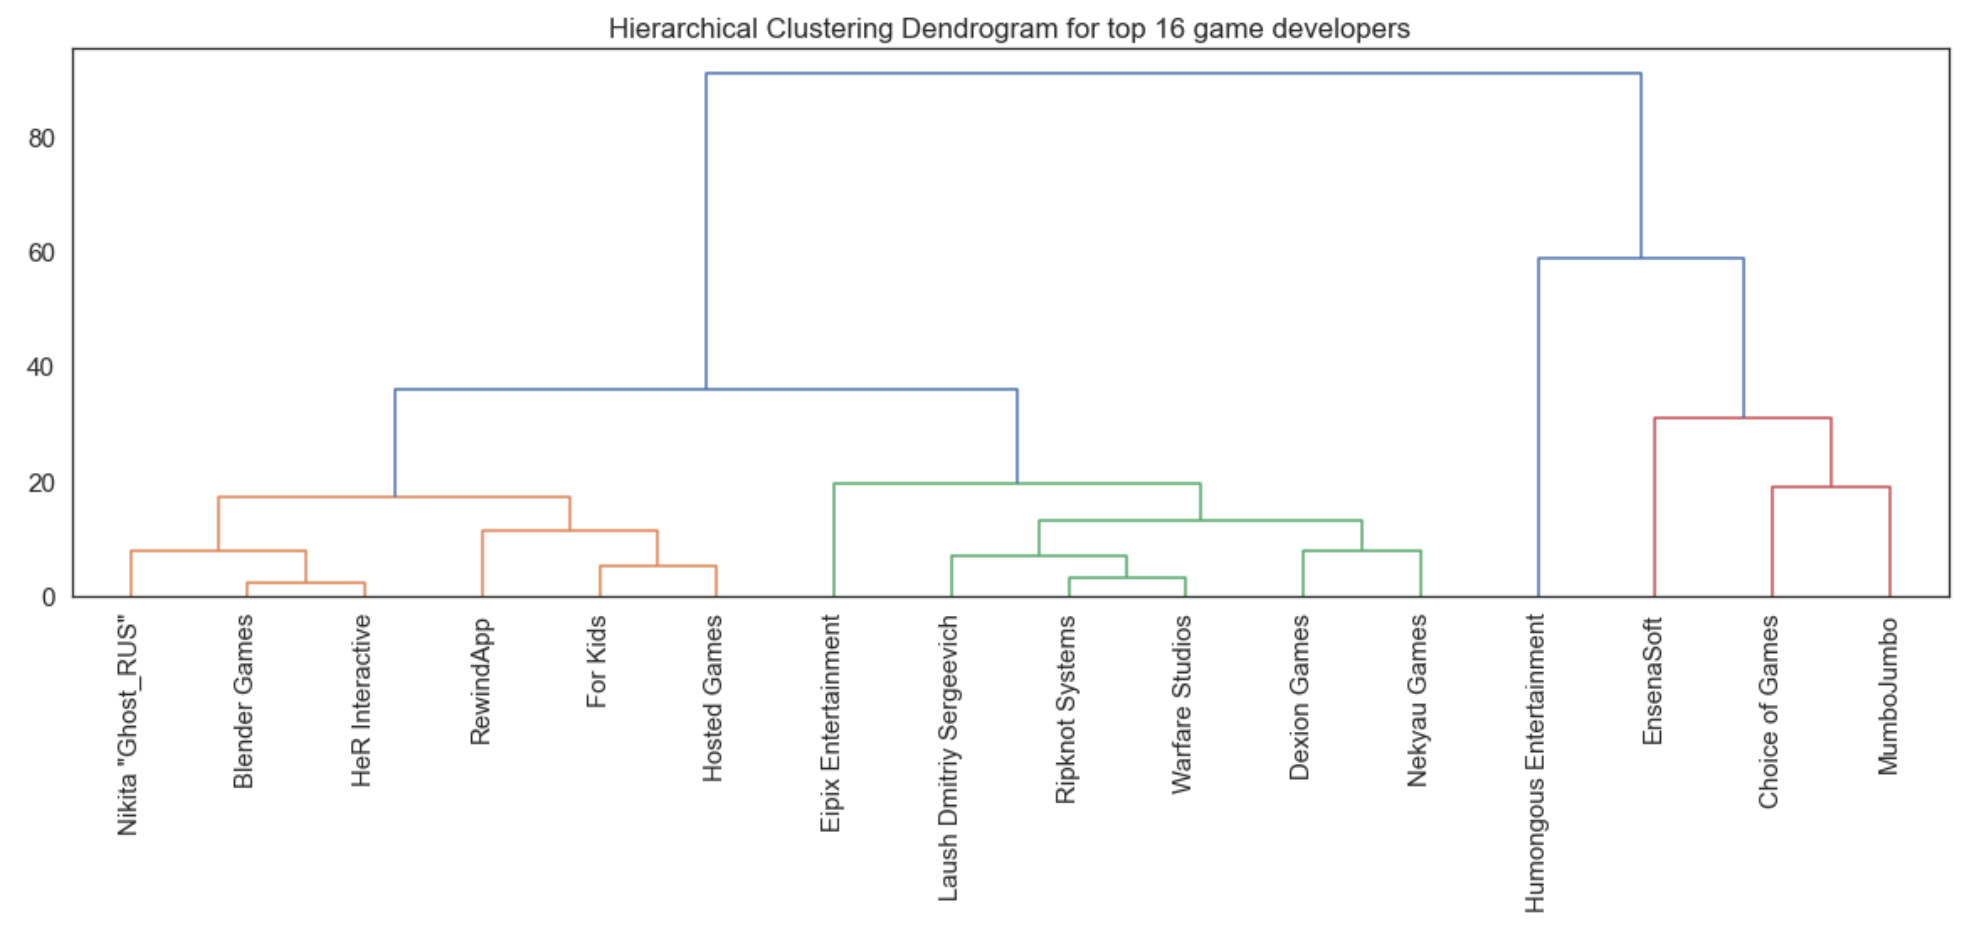 Hierarchical Clustering Dendrogram for top 16 game developers
80
60
40
20
0
Nikita "Ghost_RUS"
Blender Games
HeR Interactive
RewindApp
For Kids
Hosted Games
Eipix Entertainment
Laush Dmitriy Sergeevich
Ripknot Systems
Warfare Studios
Dexion Games
Nekyau Games
Humongous Entertainment
EnsenaSoft
Choice of Games
MumboJumbo